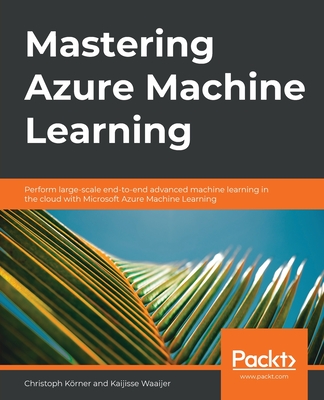 Mastering
Azure Machine
Learning
Perform large-scale end-to-end advanced machine learning in
the cloud with Microsoft Azure Machine Learning
Packt>
www.packt.com
Christoph Körner and Kaijisse Waaijer